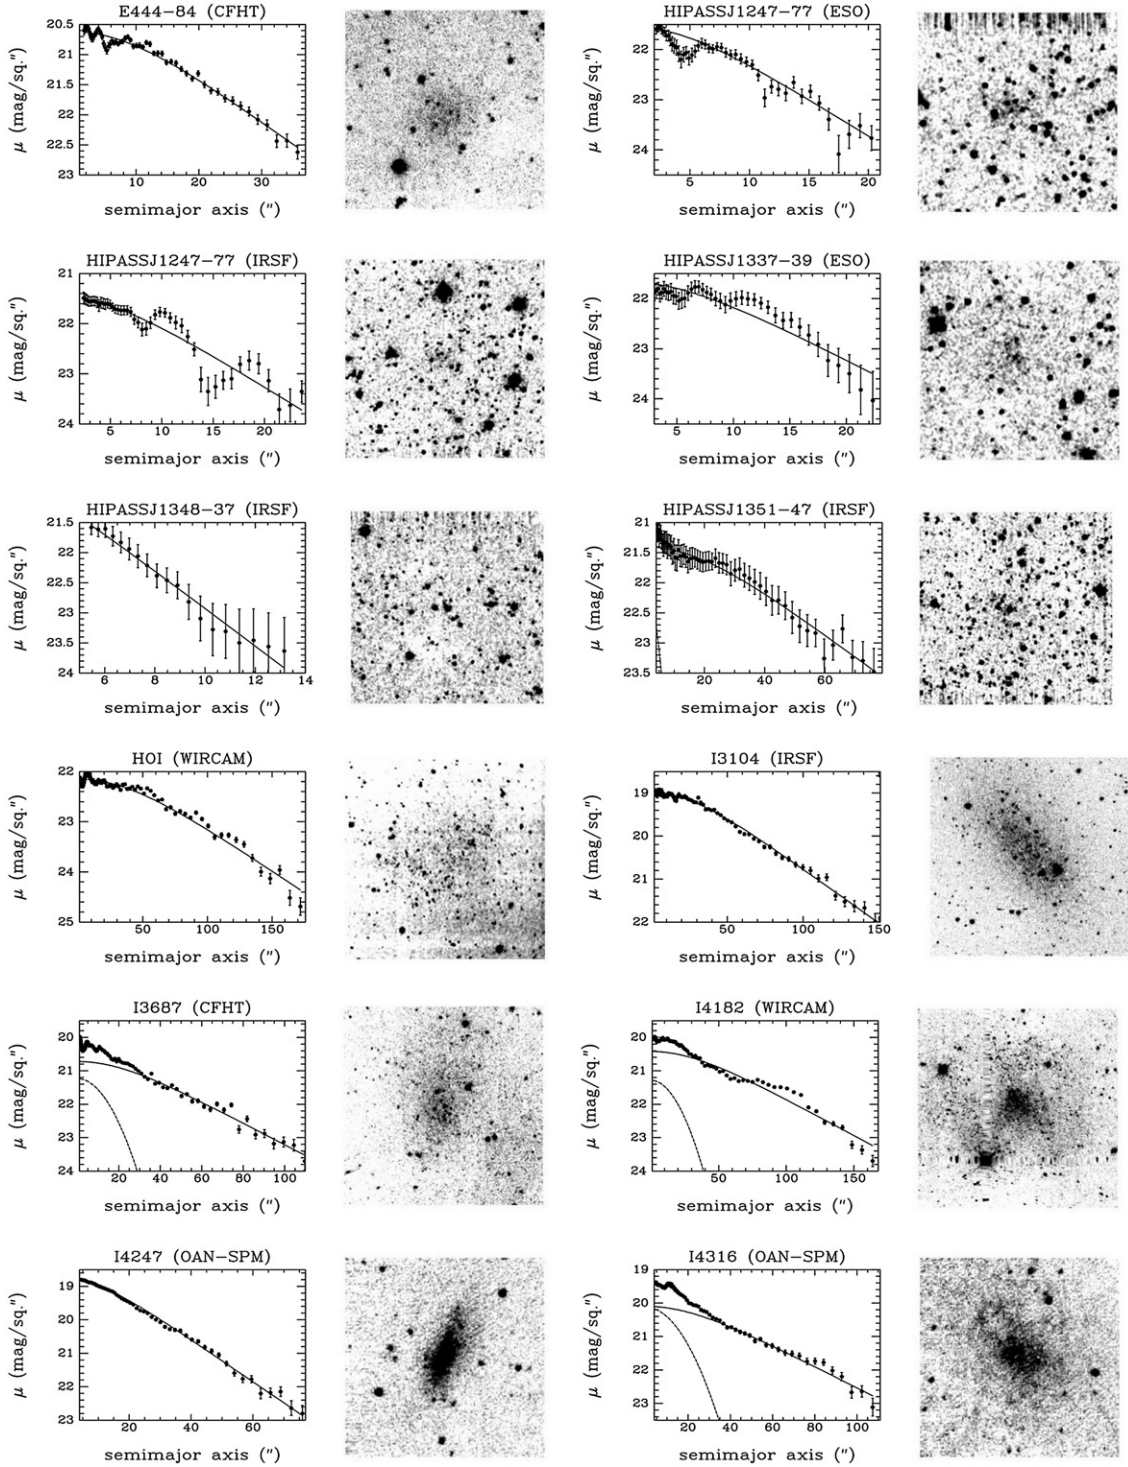 E444−84 (CFHT)
20.5
21
21.5
22
22.5
23
μ (mag/sq.″)
10 20 30
semimajor axis (″)
HIPASSJ1247−77 (ESO)
22
23
24
μ (mag/sq.″)
5 10 15 20
semimajor axis (″)
HIPASSJ1247−77 (IRSF)
21
22
23
24
μ (mag/sq.″)
5 10 15 20
semimajor axis (″)
HIPASSJ1337−39 (ESO)
22
23
24
μ (mag/sq.″)
5 10 15 20
semimajor axis (″)
HIPASSJ1348−37 (IRSF)
21.5
22
22.5
23
23.5
24
μ (mag/sq.″)
6 8 10 12 14
semimajor axis (″)
HIPASSJ1351−47 (IRSF)
21
21.5
22
22.5
23
23.5
μ (mag/sq.″)
20 40 60
semimajor axis (″)
HOI (WIRCAM)
22
23
24
25
μ (mag/sq.″)
50 100 150
semimajor axis (″)
I3104 (IRSF)
19
20
21
22
μ (mag/sq.″)
50 100 150
semimajor axis (″)
I3687 (CFHT)
20
21
22
23
24
μ (mag/sq.″)
20 40 60 80 100
semimajor axis (″)
I4182 (WIRCAM)
20
21
22
23
24
μ (mag/sq.″)
50 100 150
semimajor axis (″)
I4247 (OAN−SPM)
19
20
21
22
23
μ (mag/sq.″)
20 40 60
semimajor axis (″)
I4316 (OAN−SPM)
19
20
21
22
23
μ (mag/sq.″)
20 40 60 80 100
semimajor axis (″)